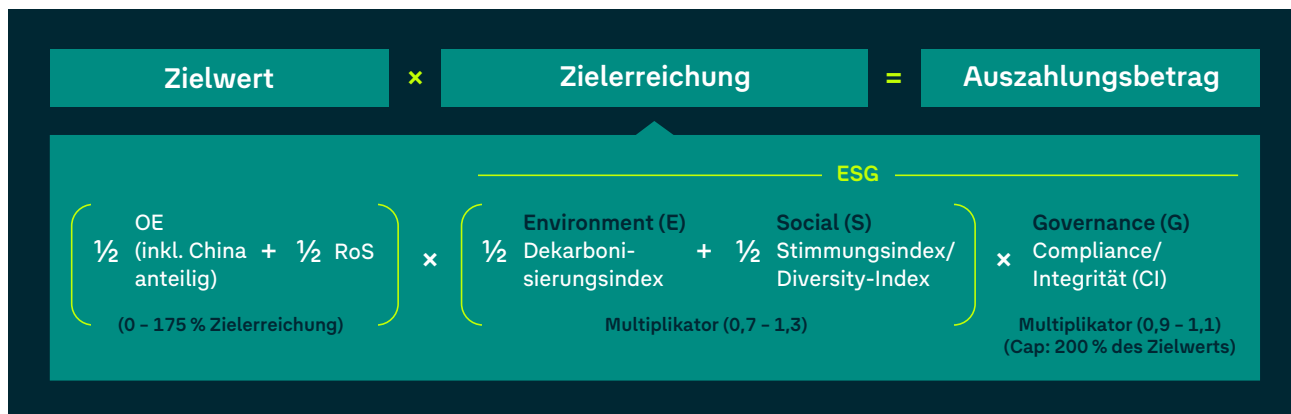 Zielwert × Zielerreichung = Auszahlungsbetrag
ESG
½ OE (inkl. China anteilig) + ½ RoS
(0 – 175 % Zielerreichung)
×
½ Environment (E)
Dekarboni-
sierungsindex
+
½ Social (S)
Stimmungsindex/
Diversity-Index
Multiplikator (0,7 – 1,3)
×
Governance (G)
Compliance/
Integrität (CI)
Multiplikator (0,9 – 1,1)
(Cap: 200 % des Zielwerts)